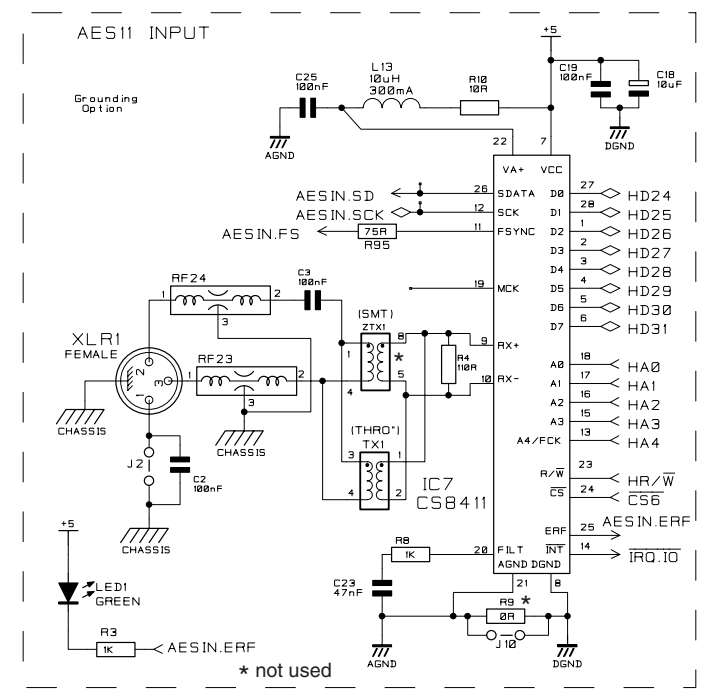 AES11 INPUT
Grounding
Option
+5
C25
100nF
L13
10uH
300mA
R10
10R
C19
100nF
C18
10uF
AGND
DGND
22
7
VA+
VCC
AESIN.SD
26
SDATA
D0
27
HD24
AESIN.SCK
12
SCK
D1
28
HD25
AESIN.FS
75R
R95
11
FSYNC
D2
1
HD26
D3
2
HD27
D4
3
HD28
19
MCK
D5
4
HD29
D6
5
HD30
D7
6
HD31
RF24
1
2
3
C3
100nF
(SMT)
ZTX1
8
*
1
4
5
9
RX+
R4
110R
10
RX-
XLR1
FEMALE
2
3
1
RF23
1
2
3
CHASSIS
CHASSIS
A0
18
HA0
A1
17
HA1
A2
16
HA2
A3
15
HA3
A4/FCK
13
HA4
(THRO")
TX1
3
1
4
2
J2
C2
100nF
CHASSIS
IC7
CS8411
R/W
23
HR/W
CS
24
CS6
ERF
25
AESIN.ERF
INT
14
IRQ.IO
R8
1K
20
FILT
AGND
DGND
21
8
C23
47nF
R9
*
0R
J10
AGND
DGND
+5
LED1
GREEN
R3
1K
AESIN.ERF
* not used